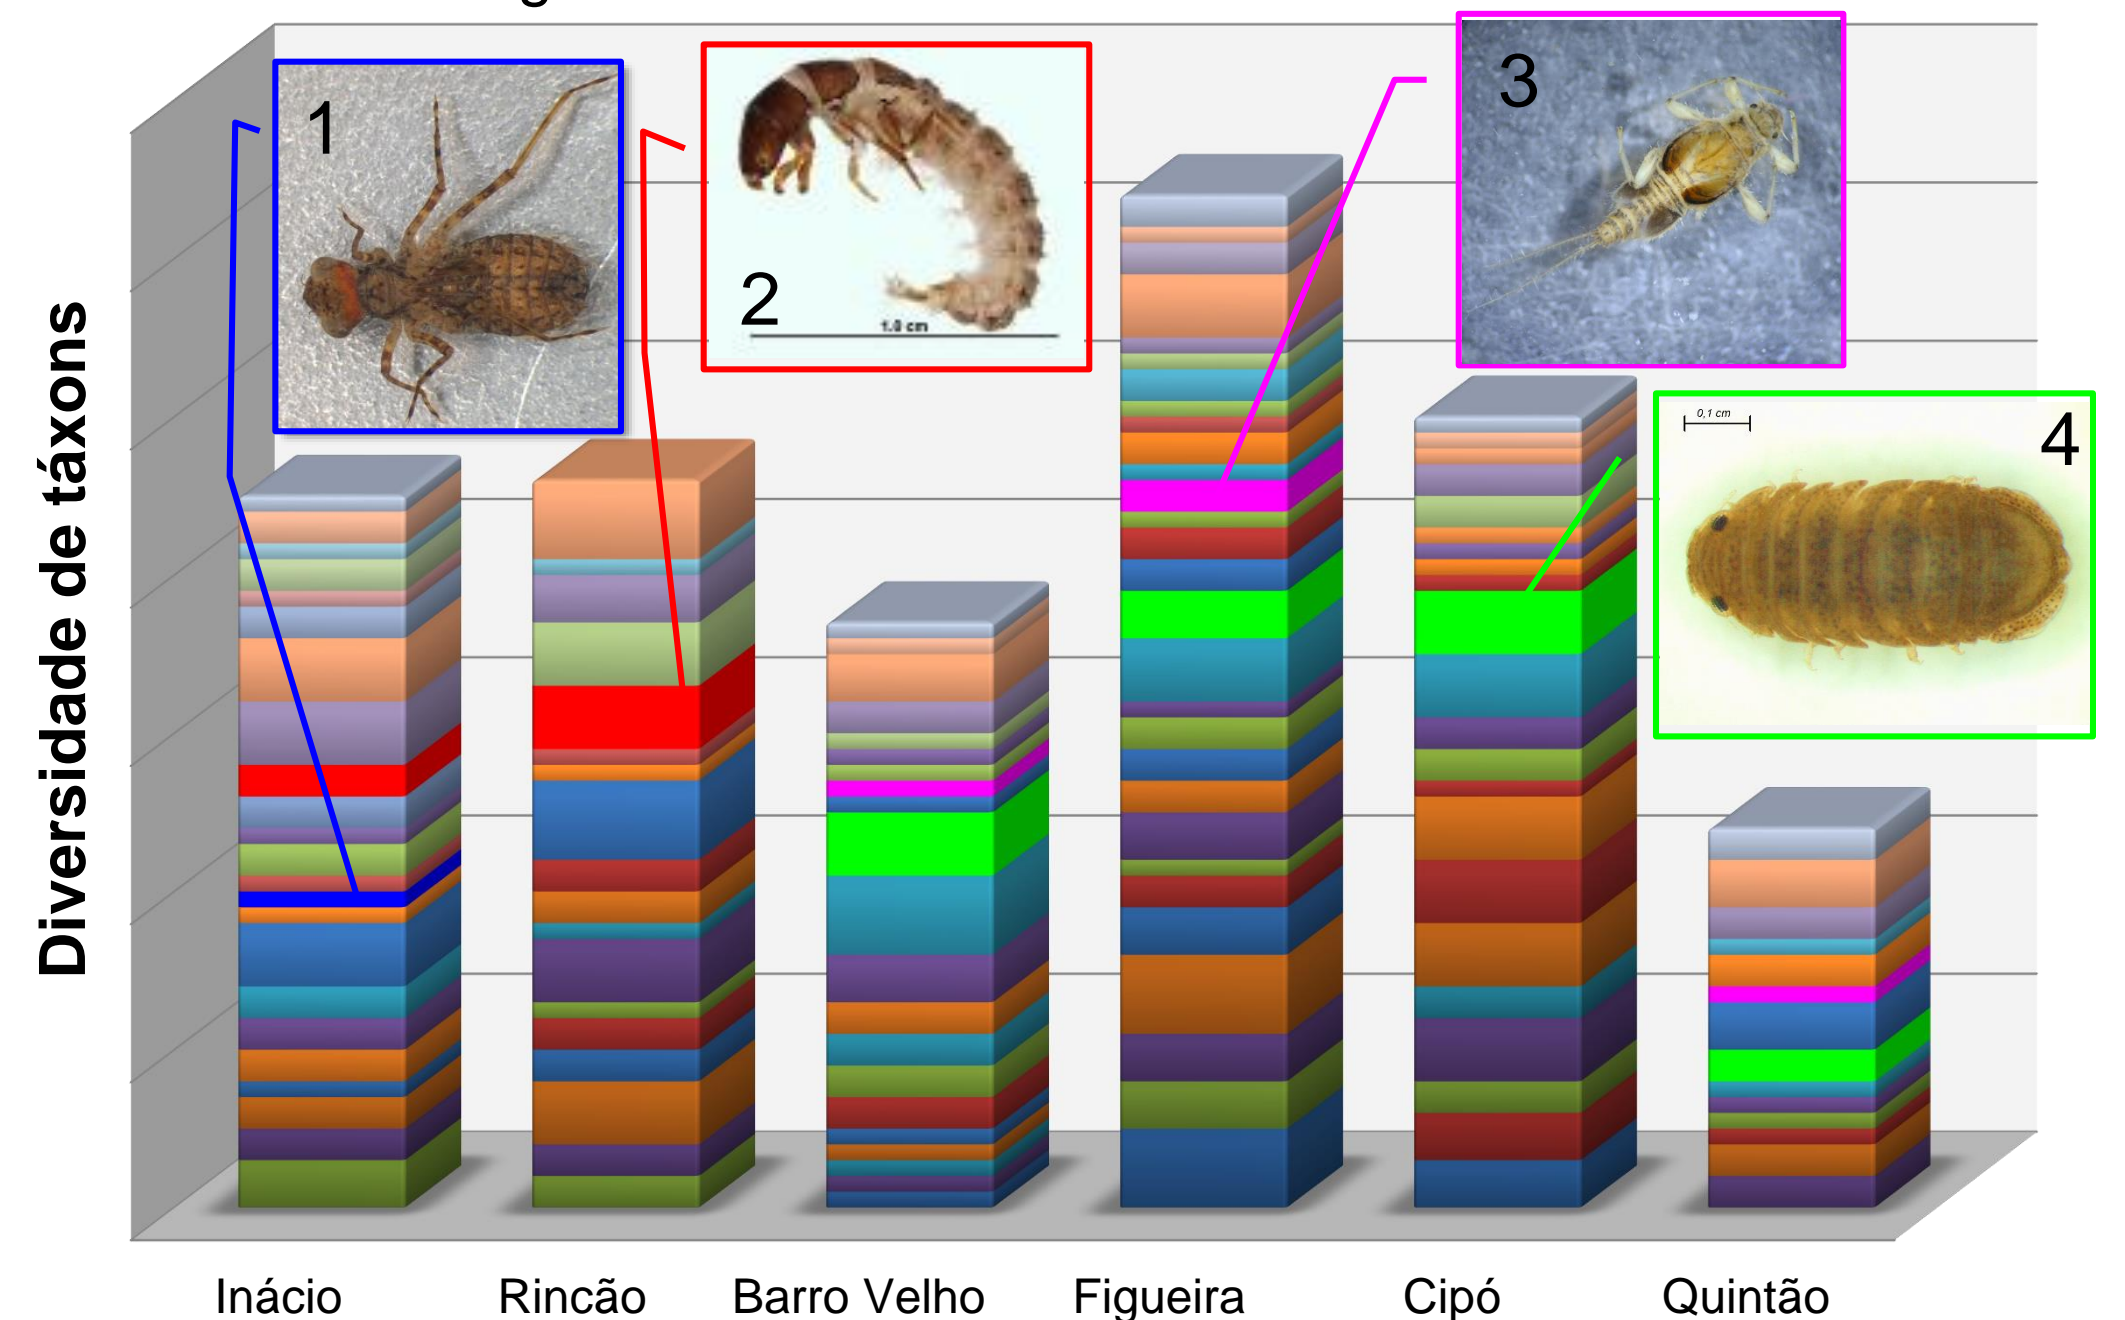 Diversidade de táxons
1
2
1.0 cm
3
4
0,1 cm
Inácio
Rincão
Barro Velho
Figueira
Cipó
Quintão